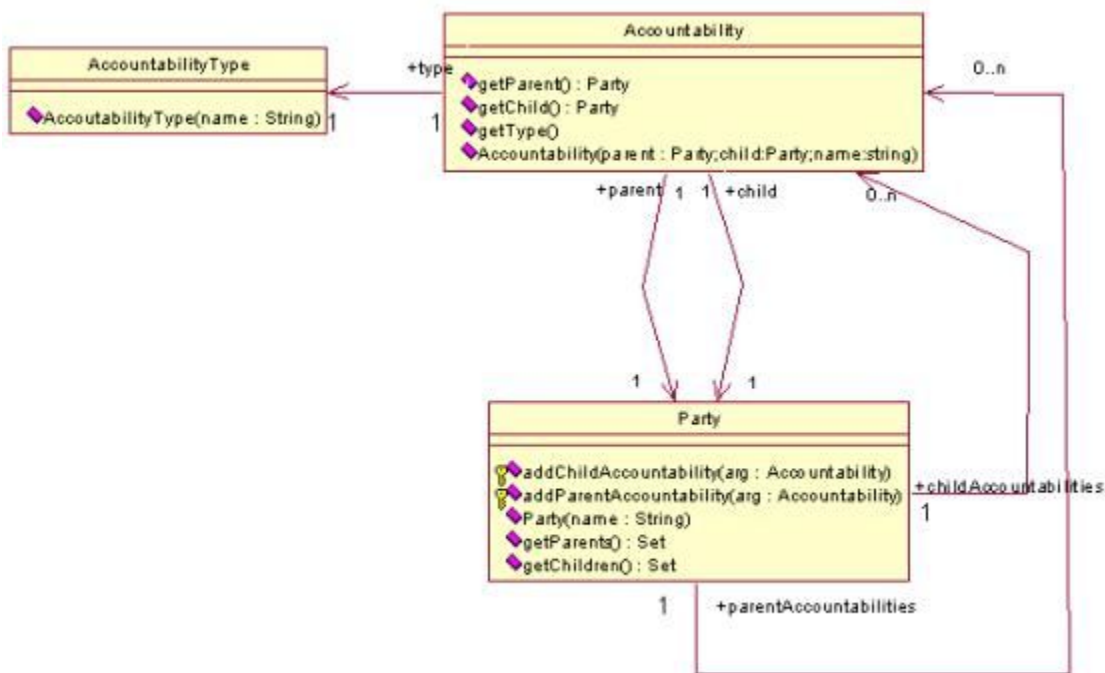 Accountability
AccountabilityType
+type
0..n
getParent() : Party
getChild() : Party
getType()
Accountability(parent : Party;child:Party;name:string)
AccoutabilityType(name : String)
1
1
+parent
1
1
+child
0..n
1
1
Party
addChildAccountability(arg : Accountability)
addParentAccountability(arg : Accountability)
Party(name : String)
getParents() : Set
getChildren() : Set
+childAccountabilities
1
1
+parentAccountabilities